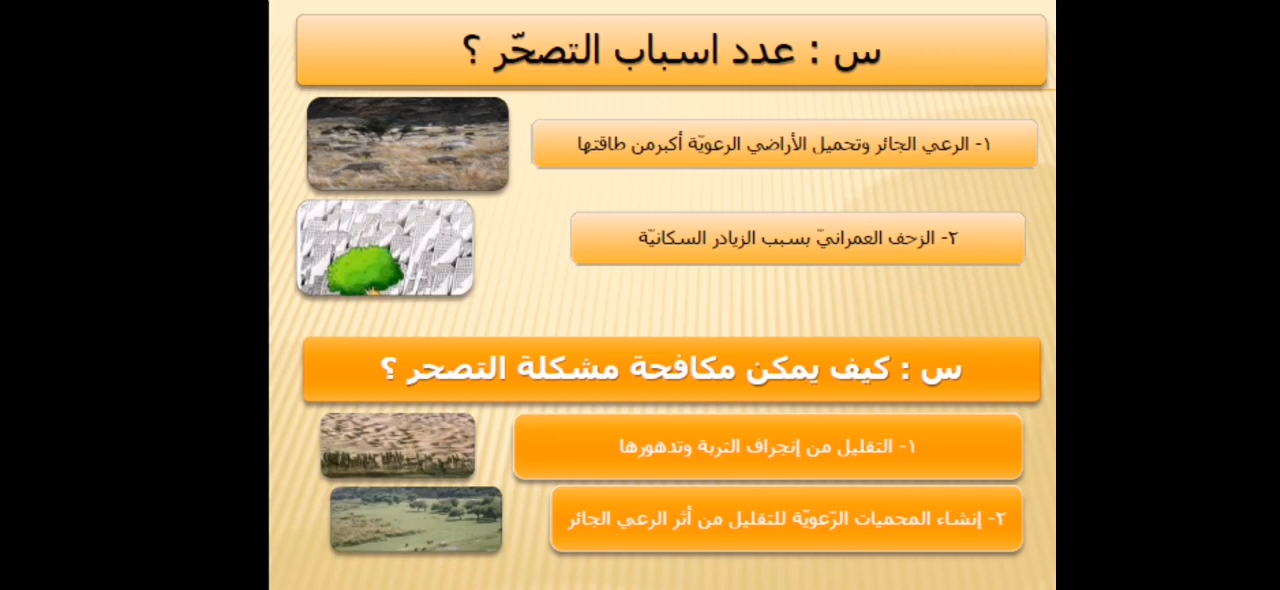 س : عدد اسباب التصحّر ؟
١- الرعي الجائر وتحميل الأراضي الرعويّة أكبرمن طاقتها
٢- الزحف العمرانيّ بسبب الزيادر السكانيّة
س : كيف يمكن مكافحة مشكلة التصحر ؟
١- التقليل من إنجراف التربة وتدهورها
٢- إنشاء المحميات الرّعويّة للتقليل من أثر الرعي الجائر